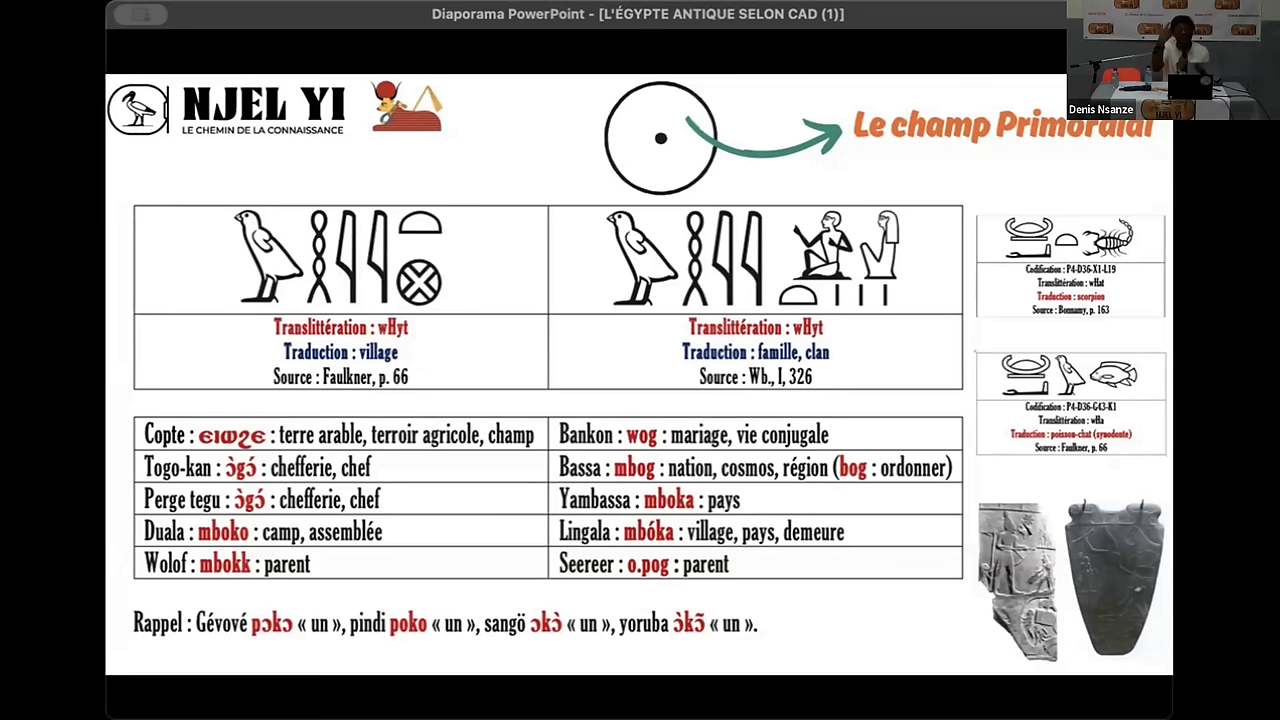 Diaporama PowerPoint - [L'ÉGYPTE ANTIQUE SELON CAD (1)]
NJEL YI
LE CHEMIN DE LA CONNAISSANCE
Le champ Primordial
Denis Nsanze
NJEL YI
Translittération : wHyt
Traduction : village
Source : Faulkner, p. 66
Translittération : wHyt
Traduction : famille, clan
Source : Wb., I, 326
Codification : P4-D36-X1-L19
Translittération : wHat
Traduction : scorpion
Source : Bonnamy, p. 163
Codification : P4-D36-G43-K1
Translittération : wHa
Traduction : poisson-chat (synodonte)
Source : Faulkner, p. 66
Copte : ⲉⲓⲱϩⲉ : terre arable, terroir agricole, champ
Bankon : wog : mariage, vie conjugale
Togo-kan : ɔ̀gɔ́ : chefferie, chef
Bassa : mbog : nation, cosmos, région (bog : ordonner)
Perge tegu : ɔ̀gɔ́ : chefferie, chef
Yambassa : mboka : pays
Duala : mboko : camp, assemblée
Lingala : mbóka : village, pays, demeure
Wolof : mbokk : parent
Seereer : o.pog : parent
Rappel : Gévové pɔkɔ « un », pindi poko « un », sangö ɔkɔ̀ « un », yoruba ɔ̀kɔ̃ « un ».